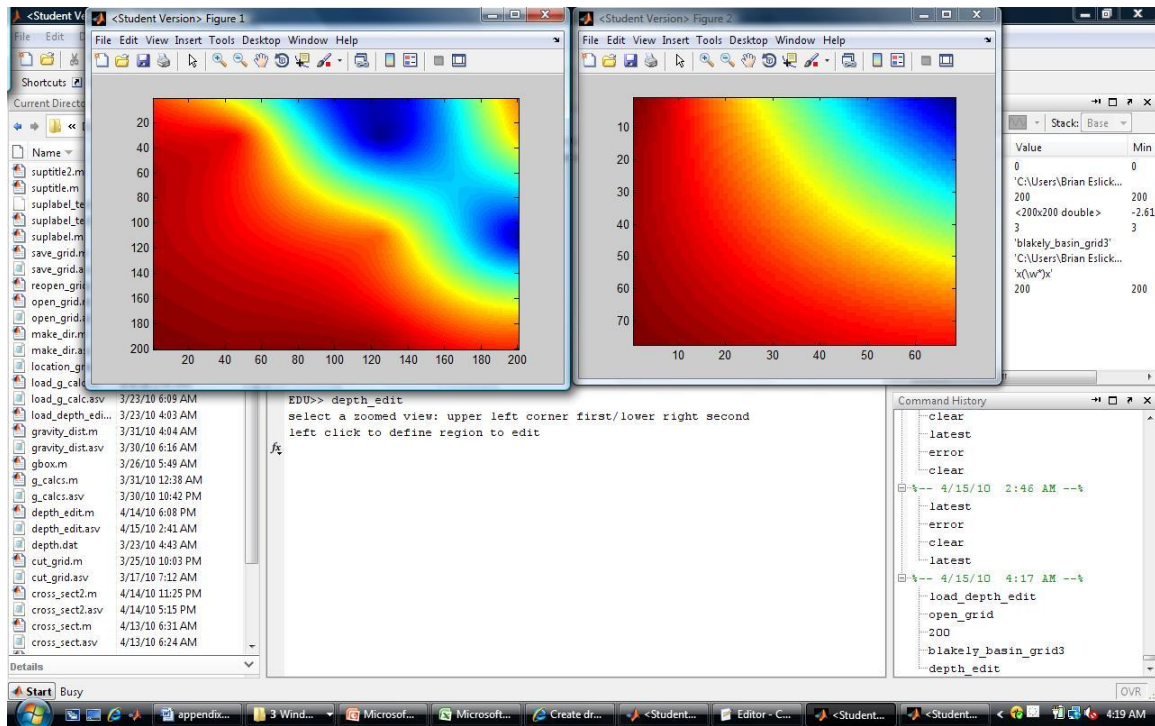 <Student V
<Student Version> Figure 1
<Student Version> Figure 2
File Edit
File Edit View Insert Tools Desktop Window Help
File Edit View Insert Tools Desktop Window Help
Shortcuts
Current Direct
Stack: Base
Name
Value Min
suptitle2.m
suptitle.m
suplabel_te
suplabel_te
suplabel.m
save_grid.m
save_grid.a
reopen_grid
open_grid.
open_grid.
make_dir.m
make_dir.a
location_gr
load_g_calc
20
40
60
80
100
120
140
160
180
200
20 40 60 80 100 120 140 160 180 200
10
20
30
40
50
60
70
10 20 30 40 50 60
0 0
'C:\Users\Brian Eslick...
200 200
<200x200 double> -2.61
3 3
'blakely_basin_grid3'
'C:\Users\Brian Eslick...
'x(\w*)x'
200 200
load_g_calc.asv 3/23/10 6:09 AM
load_depth_edi... 3/23/10 4:03 AM
gravity_dist.m 3/31/10 4:04 AM
gravity_dist.asv 3/30/10 6:16 AM
gbox.m 3/26/10 5:49 AM
g_calcs.m 3/31/10 12:38 AM
g_calcs.asv 3/30/10 10:42 PM
depth_edit.m 4/14/10 6:08 PM
depth_edit.asv 4/15/10 2:41 AM
depth.dat 3/23/10 4:43 AM
cut_grid.m 3/25/10 10:03 PM
cut_grid.asv 3/17/10 7:12 AM
cross_sect2.m 4/14/10 11:25 PM
cross_sect2.asv 4/14/10 5:15 PM
cross_sect.m 4/13/10 6:31 AM
cross_sect.asv 4/13/10 6:24 AM
Details
EDU>> depth_edit
select a zoomed view: upper left corner first/lower right second
left click to define region to edit
fx
Command History
clear
latest
error
clear
%-- 4/15/10 2:46 AM --%
latest
error
clear
latest
%-- 4/15/10 4:17 AM --%
load_depth_edit
open_grid
200
blakely_basin_grid3
depth_edit
Start Busy
OVR
appendix... 3 Wind... Microsof... Microsoft... Create dr... <Student... Editor - C... <Student... <Student... 4:19 AM